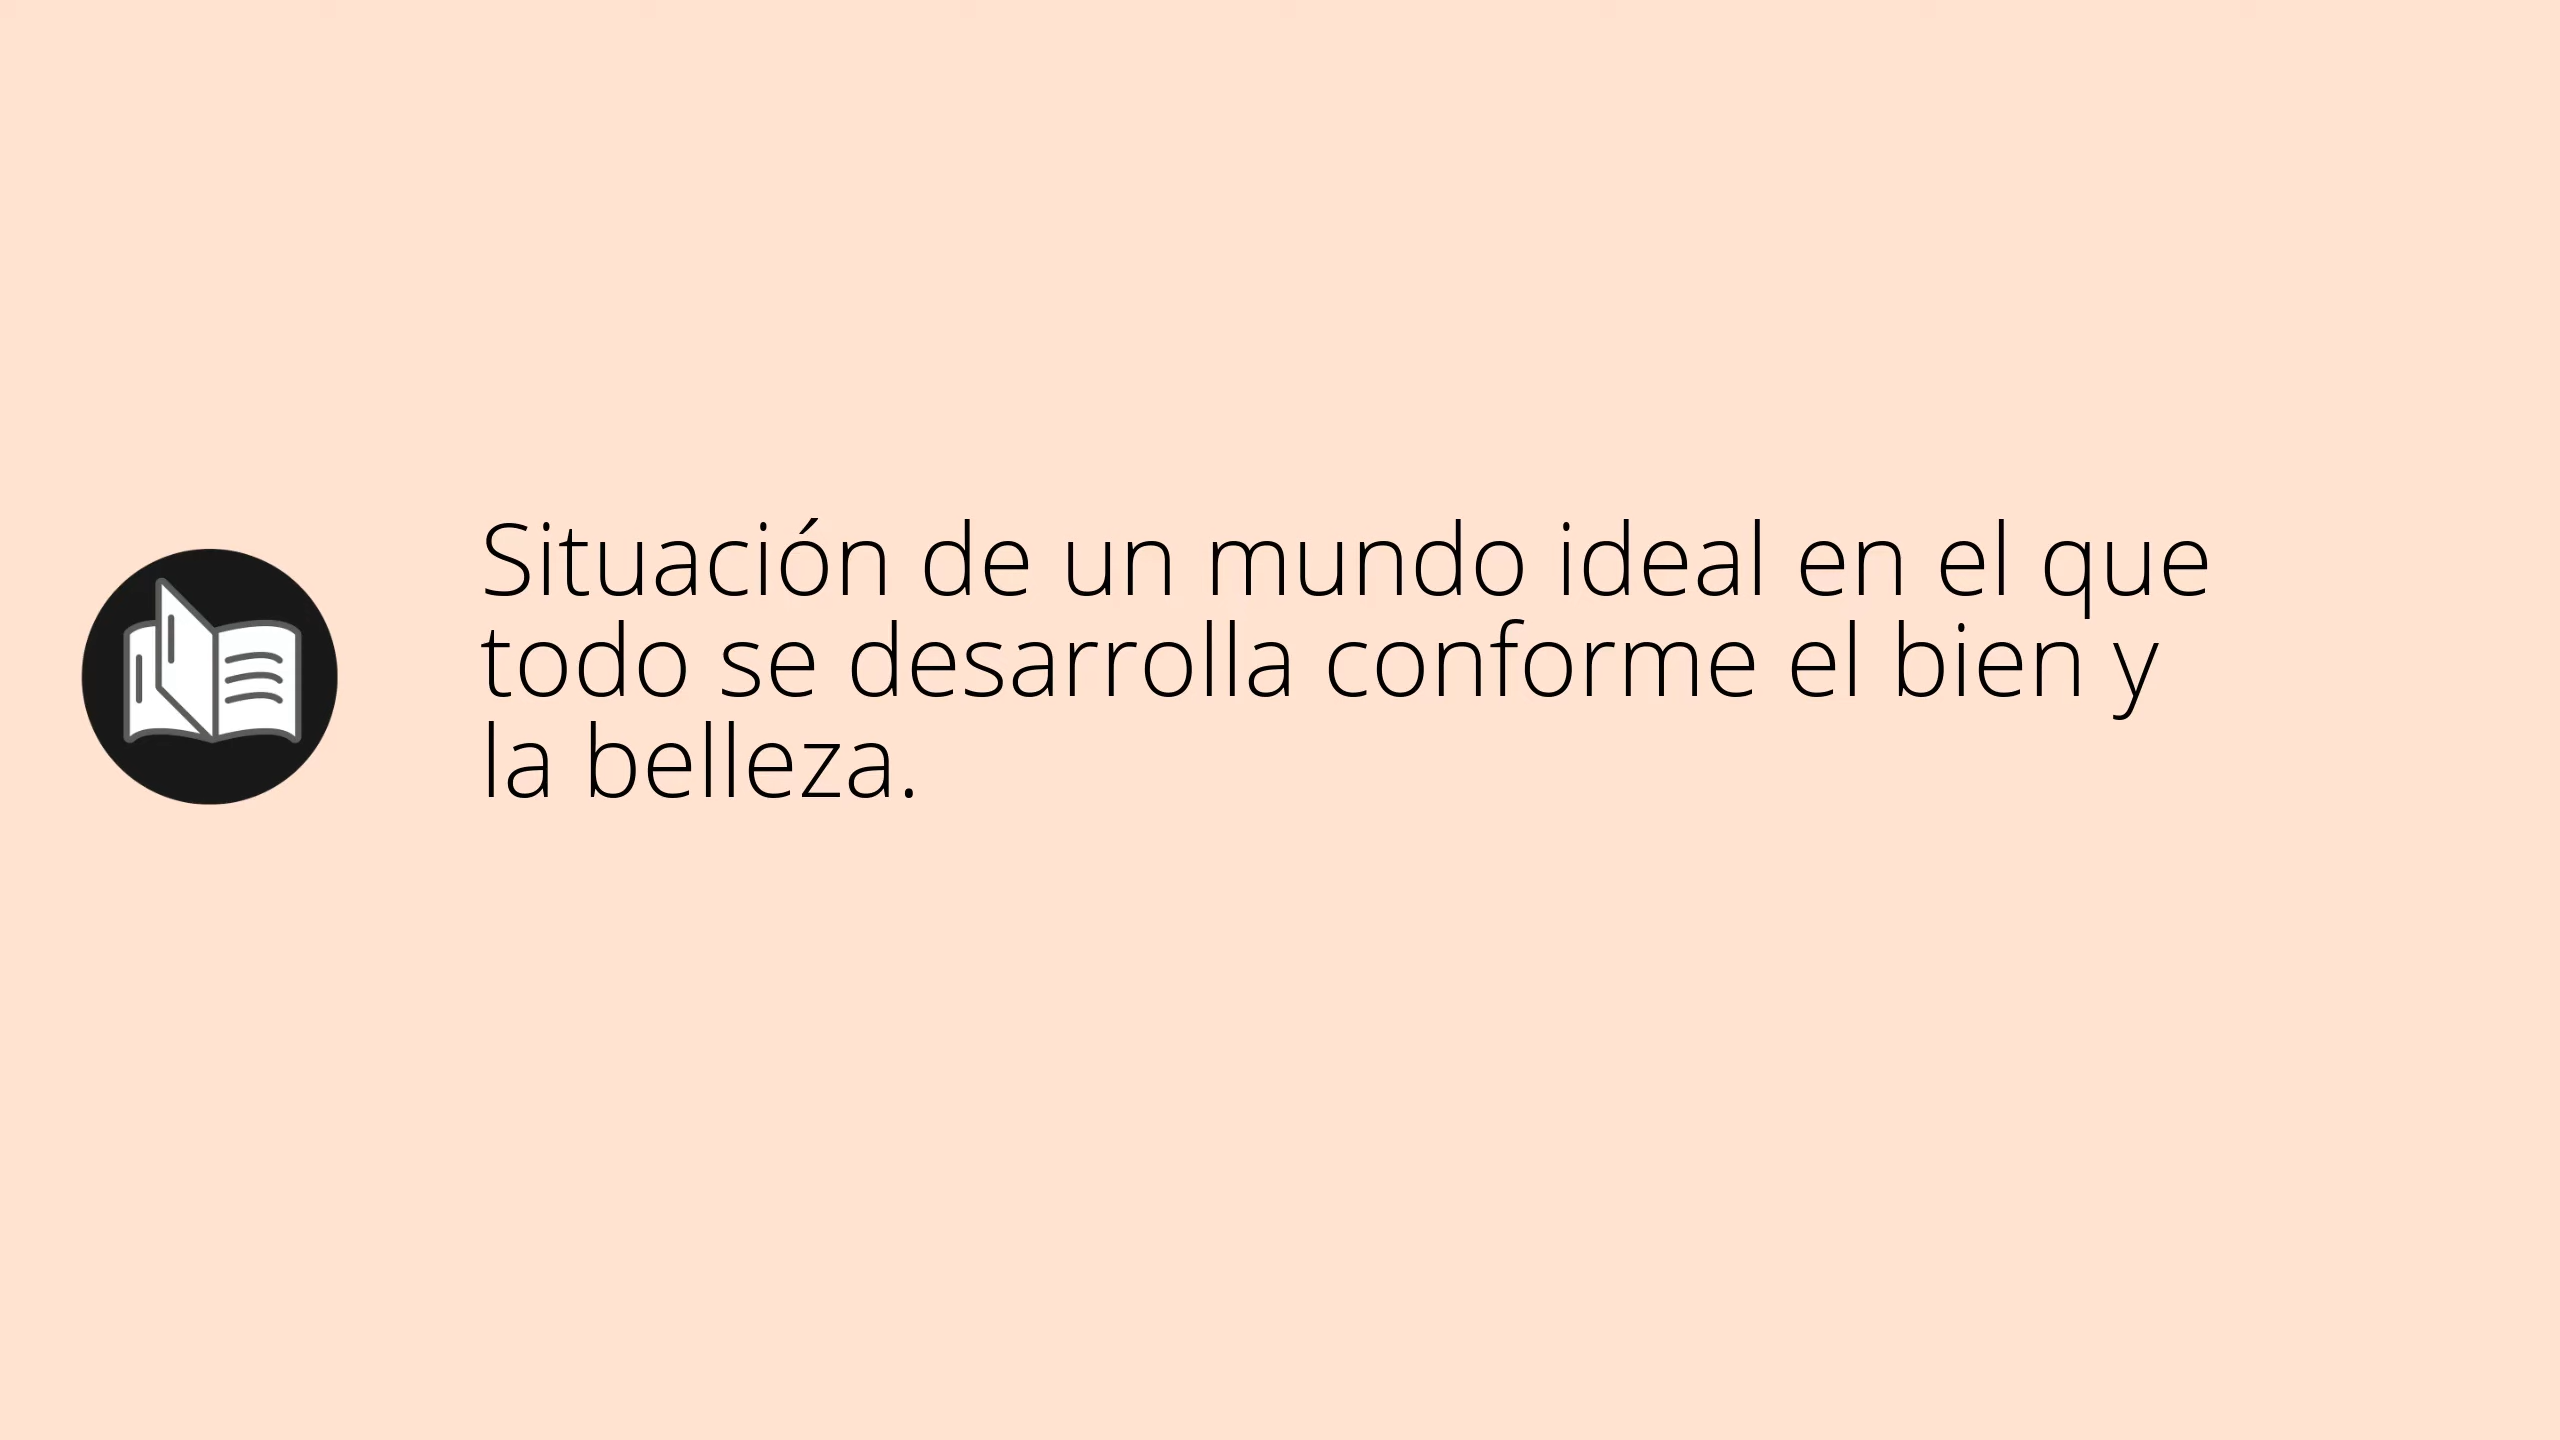 Situación de un mundo ideal en el que
todo se desarrolla conforme el bien y
la belleza.